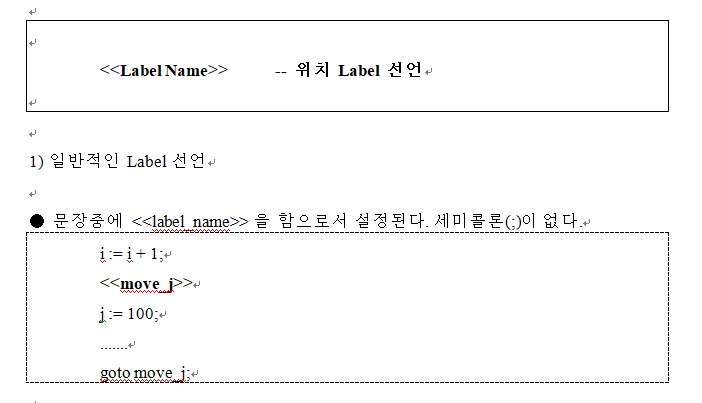 <<Label Name>> -- 위치 Label 선언
1) 일반적인 Label 선언
● 문장중에 <<label_name>> 을 함으로서 설정된다. 세미콜론(;)이 없다.
i := i + 1;
<<move_j>>
j := 100;
.......
goto move_j;